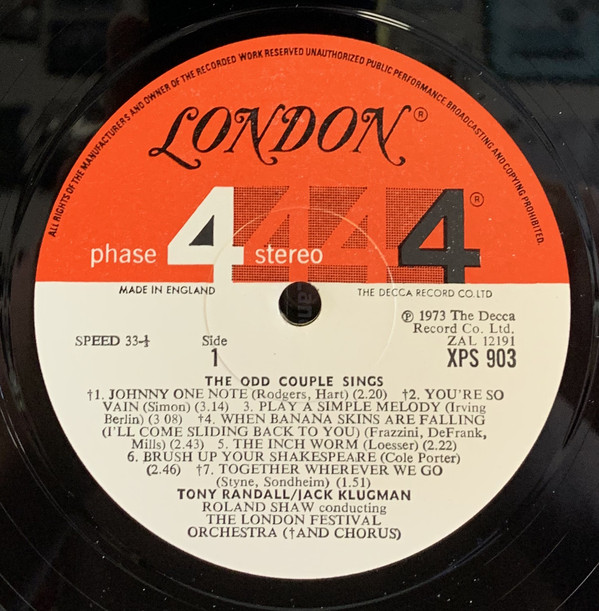 ALL RIGHTS OF THE MANUFACTURERS AND OWNER OF THE RECORDED WORK RESERVED UNAUTHORIZED PUBLIC PERFORMANCE, BROADCASTING AND COPYING PROHIBITED.
LONDON®
4 4 4 4®
phase stereo
MADE IN ENGLAND THE DECCA RECORD CO.LTD
℗ 1973 The Decca
Record Co. Ltd.
SPEED 33⅓ Side ZAL 12191
1 XPS 903
THE ODD COUPLE SINGS
†1. JOHNNY ONE NOTE (Rodgers, Hart) (2.20) †2. YOU'RE SO
VAIN (Simon) (3.14) 3. PLAY A SIMPLE MELODY (Irving
Berlin) (3 08) †4. WHEN BANANA SKINS ARE FALLING
(I'LL COME SLIDING BACK TO YOU) (Frazzini, DeFrank,
Mills) (2.43) 5. THE INCH WORM (Loesser) (2.22)
6. BRUSH UP YOUR SHAKESPEARE (Cole Porter)
(2.46) †7. TOGETHER WHEREVER WE GO
(Styne, Sondheim) (1.51)
TONY RANDALL/JACK KLUGMAN
ROLAND SHAW conducting
THE LONDON FESTIVAL
ORCHESTRA (†AND CHORUS)